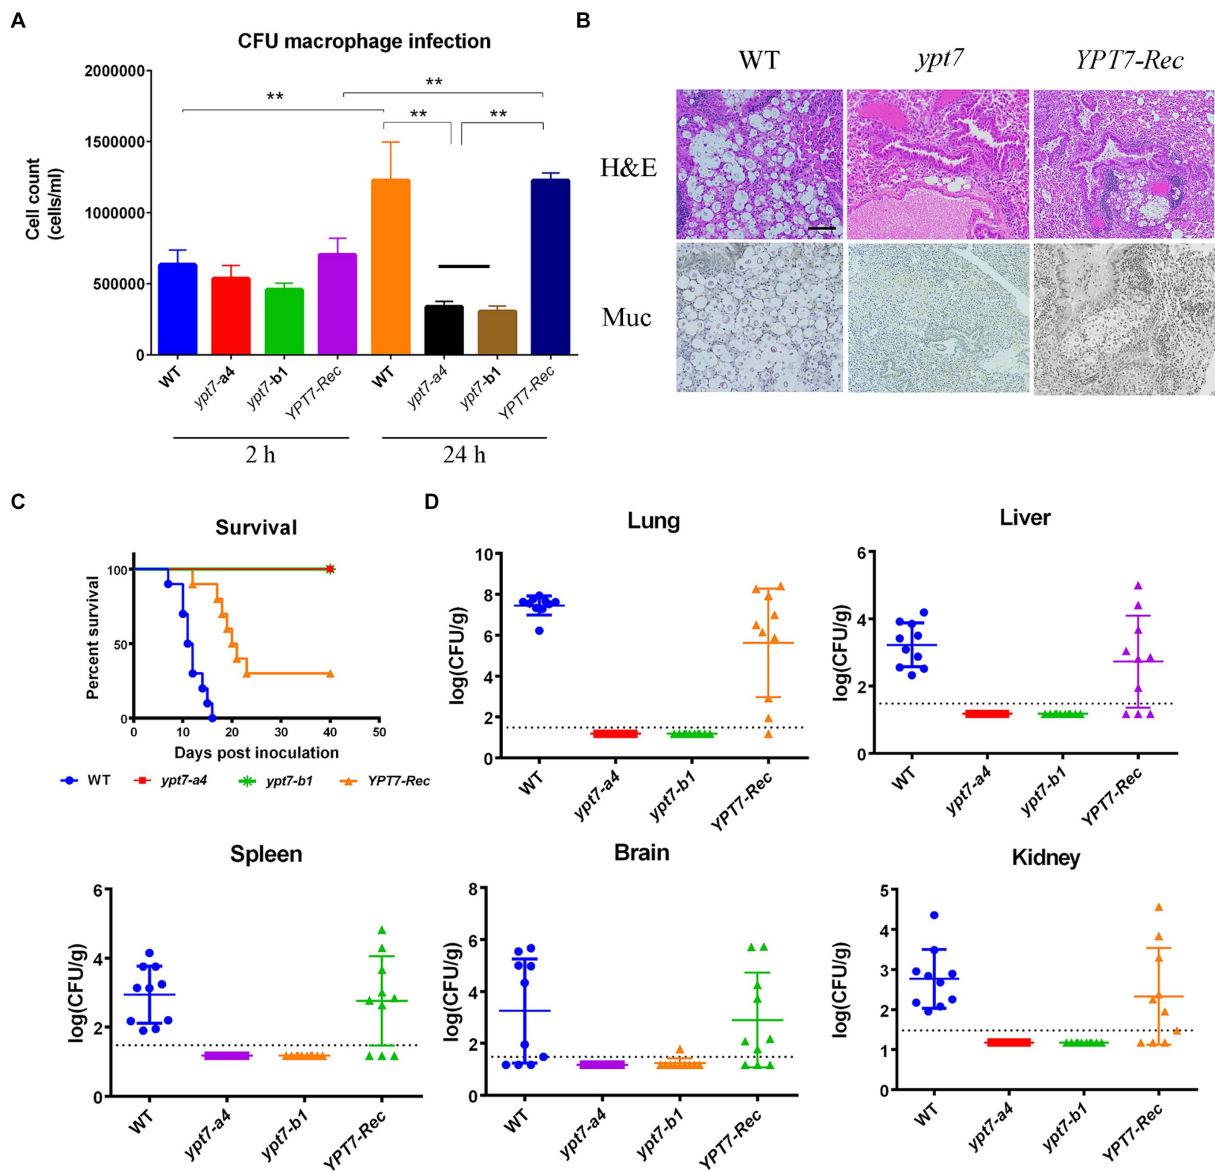 A
CFU macrophage infection
Cell count
(cells/ml)
2000000
1500000
1000000
500000
0
**
**
**
**
WT
ypt7-a4
ypt7-b1
YPT7-Rec
WT
ypt7-a4
ypt7-b1
YPT7-Rec
2 h
24 h
B
WT
ypt7
YPT7-Rec
H&E
Muc
C
Survival
Percent survival
100
50
0
0
10
20
30
40
50
Days post inoculation
WT
ypt7-a4
ypt7-b1
YPT7-Rec
D
Lung
log(CFU/g)
10
8
6
4
2
0
WT
ypt7-a4
ypt7-b1
YPT7-Rec
Liver
log(CFU/g)
6
4
2
0
WT
ypt7-a4
ypt7-b1
YPT7-Rec
Spleen
log(CFU/g)
6
4
2
0
WT
ypt7-a4
ypt7-b1
YPT7-Rec
Brain
log(CFU/g)
8
6
4
2
0
WT
ypt7-a4
ypt7-b1
YPT7-Rec
Kidney
log(CFU/g)
5
4
3
2
1
0
WT
ypt7-a4
ypt7-b1
YPT7-Rec